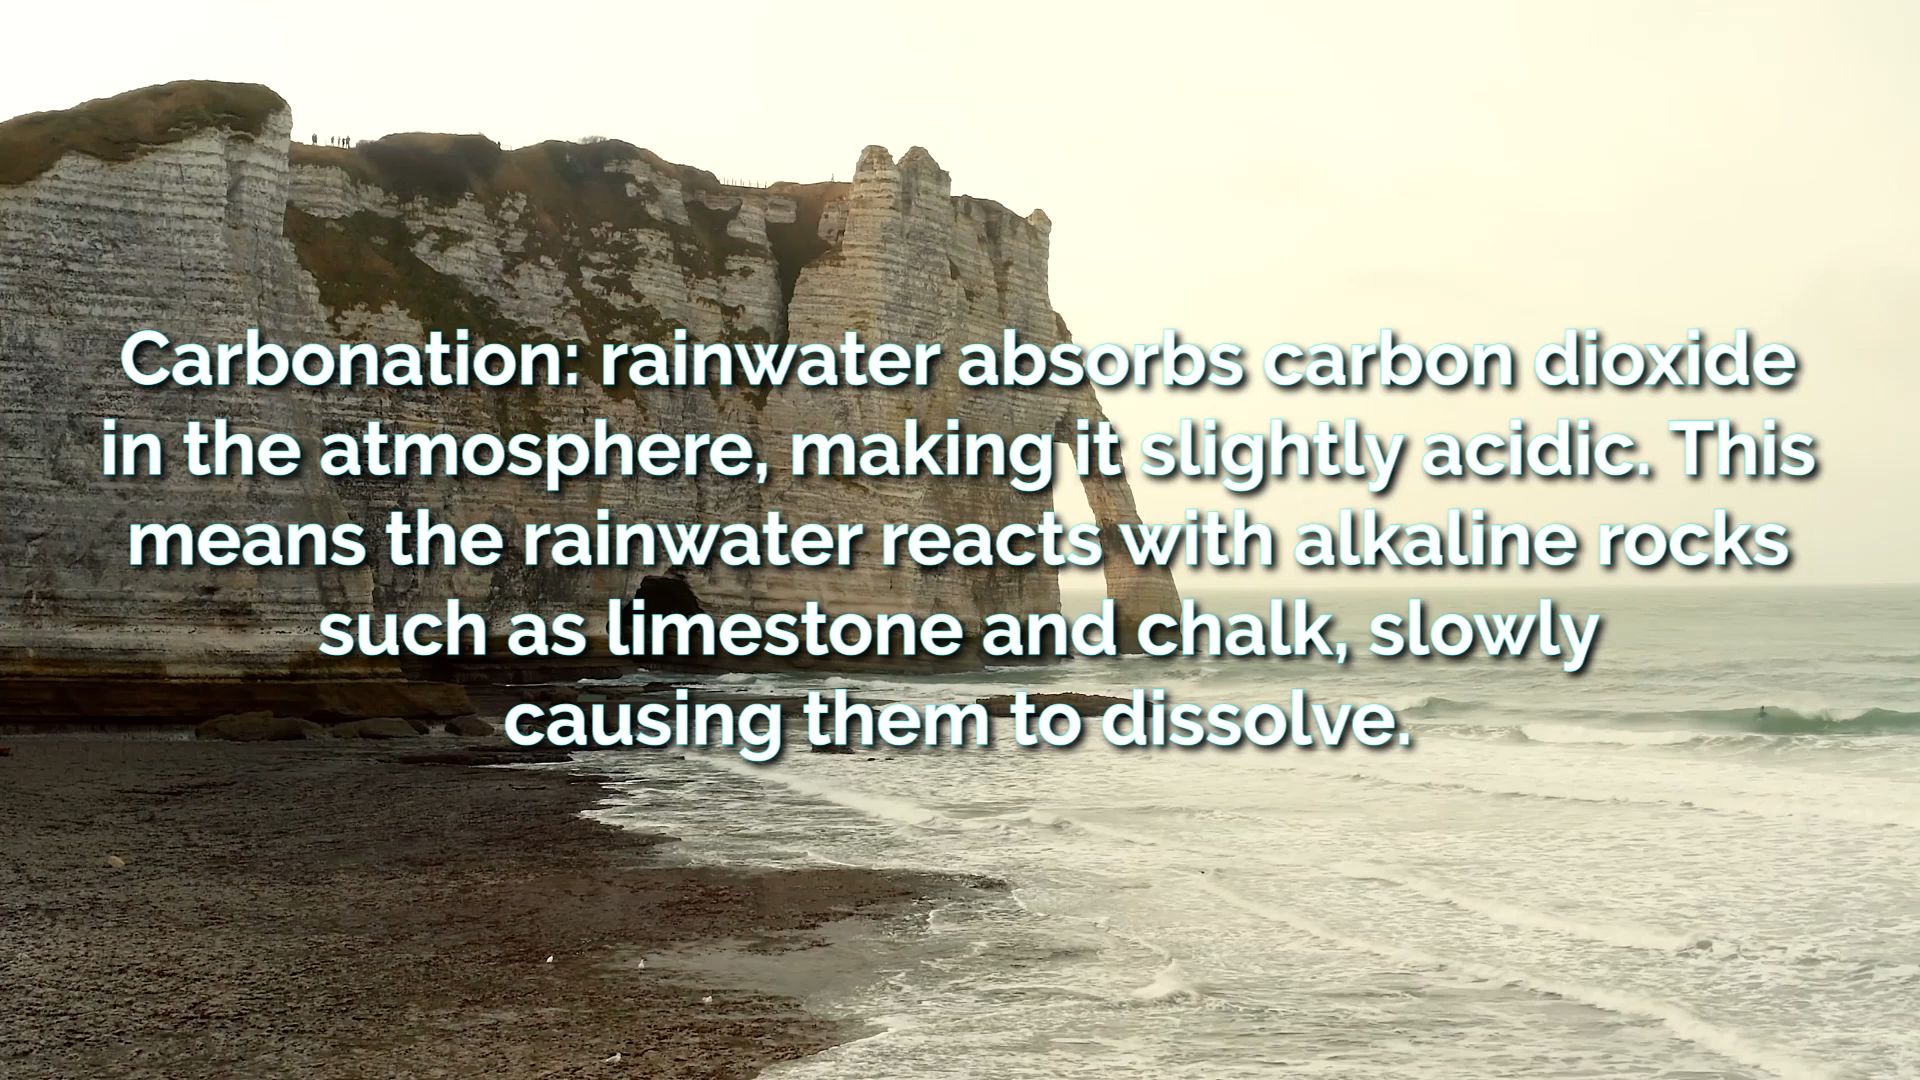 Carbonation: rainwater absorbs carbon dioxide
in the atmosphere, making it slightly acidic. This
means the rainwater reacts with alkaline rocks
such as limestone and chalk, slowly
causing them to dissolve.